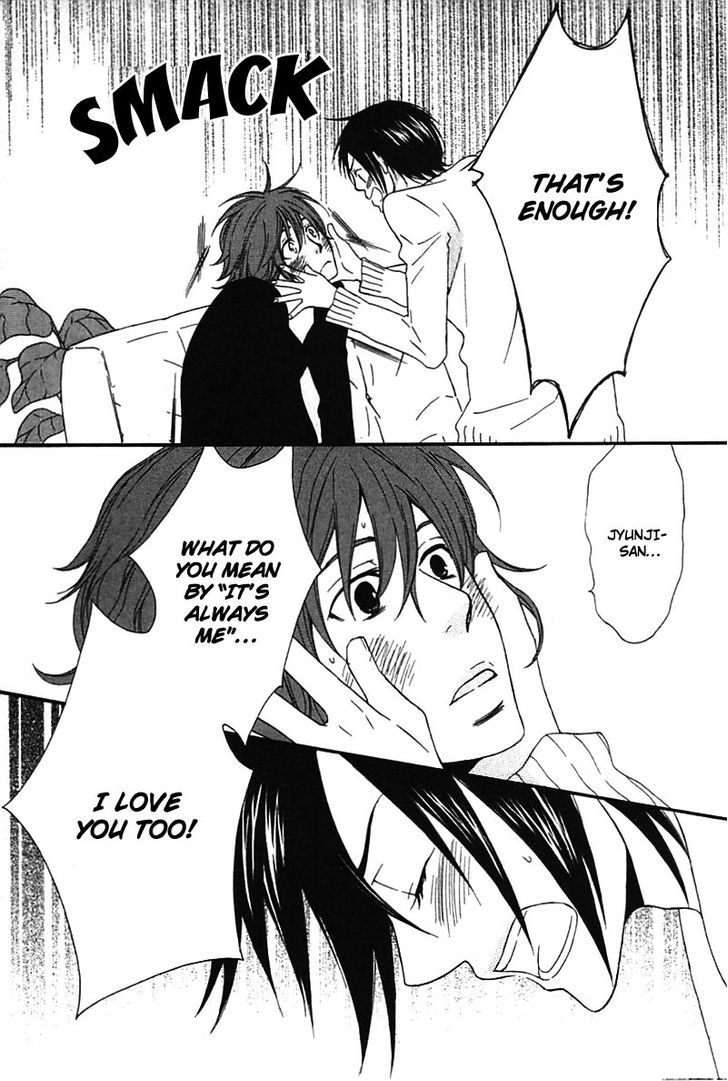 SMACK
THAT'S
ENOUGH!
JYUNJI-
SAN...
WHAT DO
YOU MEAN
BY "IT'S
ALWAYS
ME"...
I LOVE
YOU TOO!